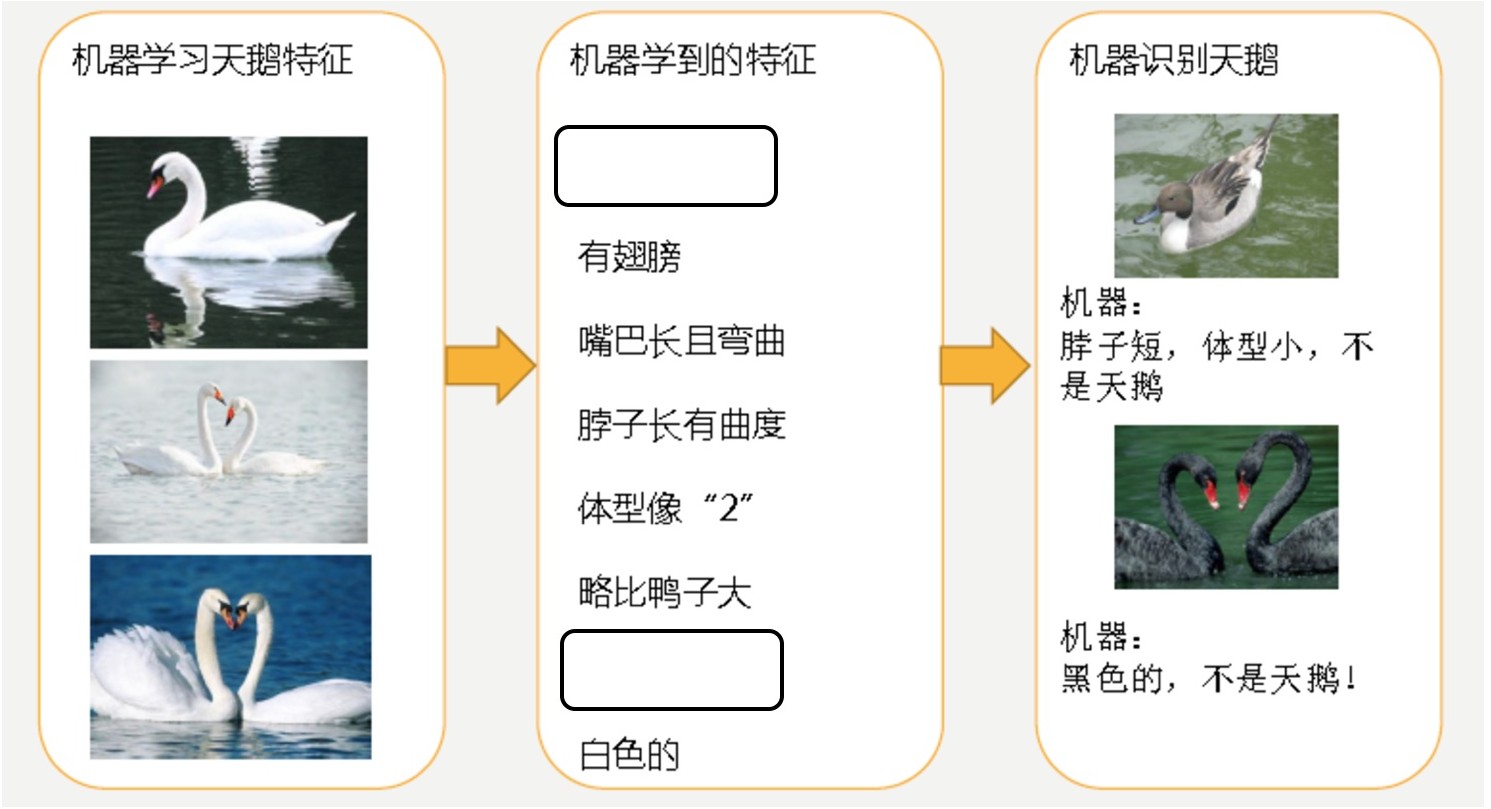 机器学习天鹅特征
机器学到的特征
有翅膀
嘴巴长且弯曲
脖子长有曲度
体型像“2”
略比鸭子大
白色的
机器识别天鹅
机器：
脖子短，体型小，不
是天鹅
机器：
黑色的，不是天鹅！